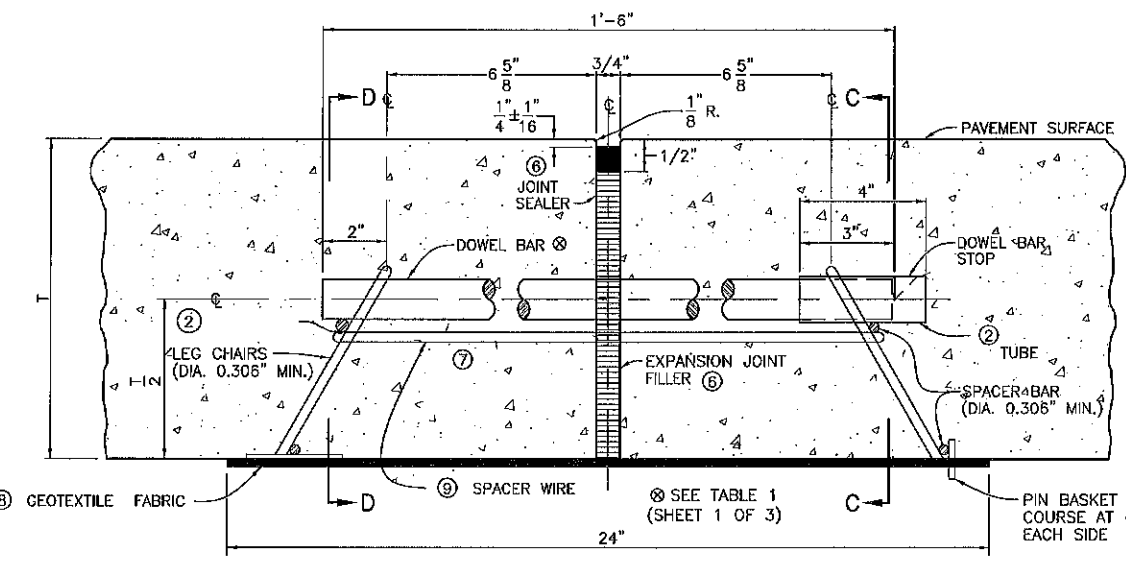 1'-6"
6 5/8"
3/4"
6 5/8"
D ℄
1/4" ± 1/16"
℄
1/8" R.
℄ C
PAVEMENT SURFACE
⑥
JOINT
SEALER
1/2"
4"
2"
3"
DOWEL BAR ⊗
DOWEL BAR
STOP
T
℄
②
②
TUBE
LEG CHAIRS
(DIA. 0.306" MIN.)
⑦
EXPANSION JOINT
FILLER ⑥
T/2
SPACER BAR
(DIA. 0.306" MIN.)
⑧ GEOTEXTILE FABRIC
D
⑨ SPACER WIRE
⊗ SEE TABLE 1
(SHEET 1 OF 3)
C
PIN BASKET
COURSE AT
EACH SIDE
24"